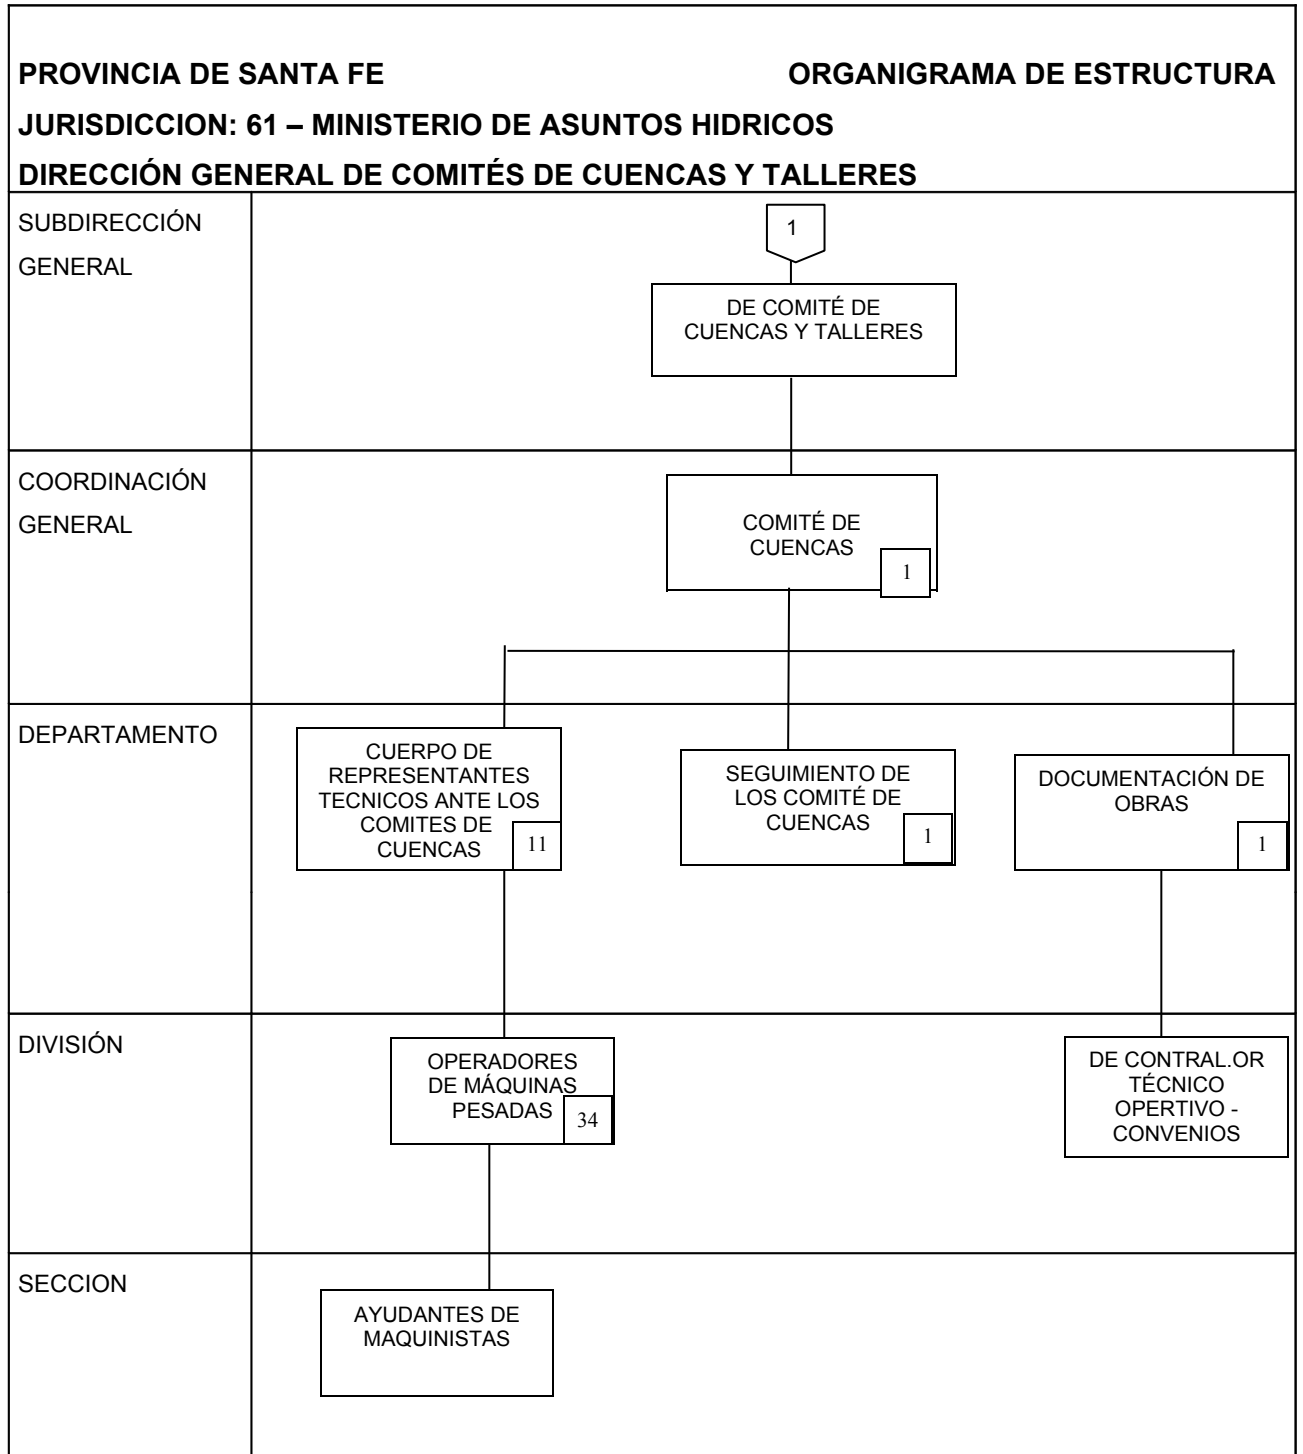 PROVINCIA DE SANTA FE ORGANIGRAMA DE ESTRUCTURA
JURISDICCION: 61 – MINISTERIO DE ASUNTOS HIDRICOS
DIRECCIÓN GENERAL DE COMITÉS DE CUENCAS Y TALLERES
SUBDIRECCIÓN
GENERAL
1
DE COMITÉ DE
CUENCAS Y TALLERES
COORDINACIÓN
GENERAL
COMITÉ DE
CUENCAS
1
DEPARTAMENTO
CUERPO DE
REPRESENTANTES
TECNICOS ANTE LOS
COMITES DE
CUENCAS
11
SEGUIMIENTO DE
LOS COMITÉ DE
CUENCAS
1
DOCUMENTACIÓN DE
OBRAS
1
DIVISIÓN
OPERADORES
DE MÁQUINAS
PESADAS
34
DE CONTRAL.OR
TÉCNICO
OPERTIVO -
CONVENIOS
SECCION
AYUDANTES DE
MAQUINISTAS